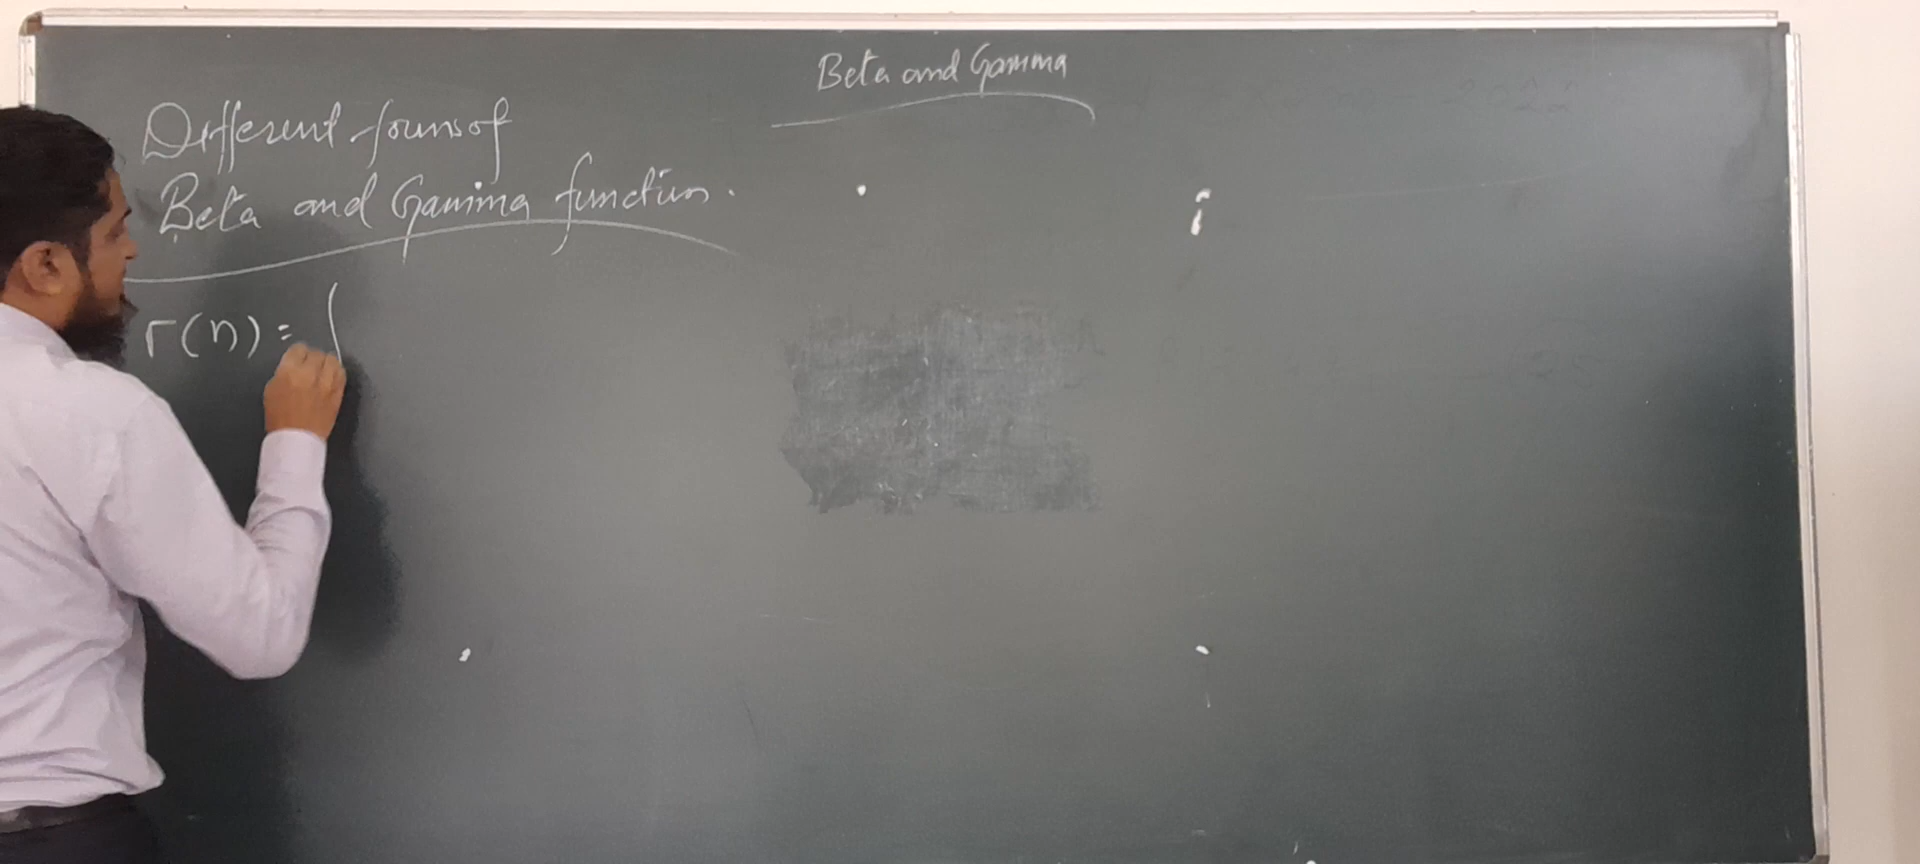 Beta and Gamma
Different forms of
Beta and Gamma function.
Γ(n) = ∫